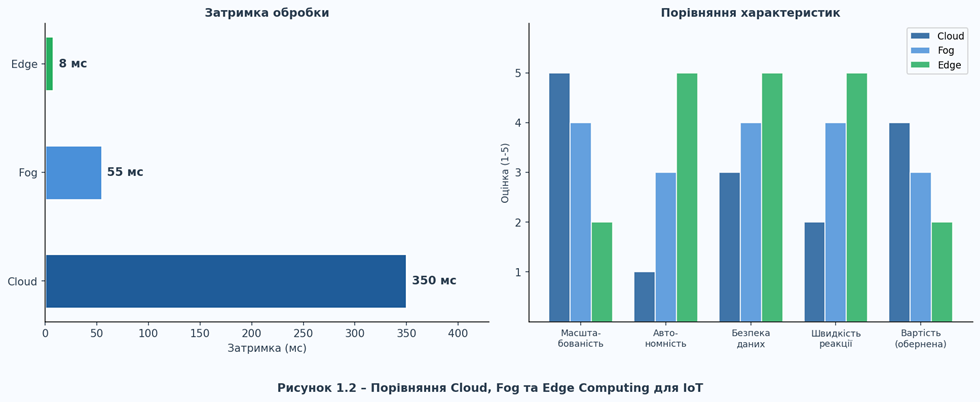 Затримка обробки
Edge
8 мс
Fog
55 мс
Cloud
350 мс
0 50 100 150 200 250 300 350 400
Затримка (мс)
Порівняння характеристик
Cloud
Fog
Edge
Оцінка (1-5)
5
4
3
2
1
Масшта-
бованість
Авто-
номність
Безпека
даних
Швидкість
реакції
Вартість
(обернена)
Рисунок 1.2 – Порівняння Cloud, Fog та Edge Computing для IoT